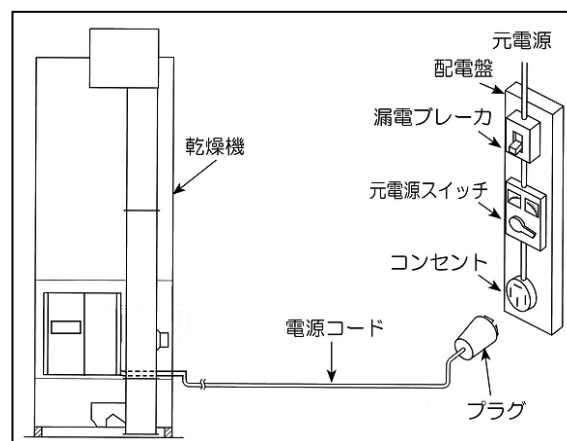 元電源
配電盤
漏電ブレーカ
乾燥機
元電源スイッチ
コンセント
電源コード
プラグ